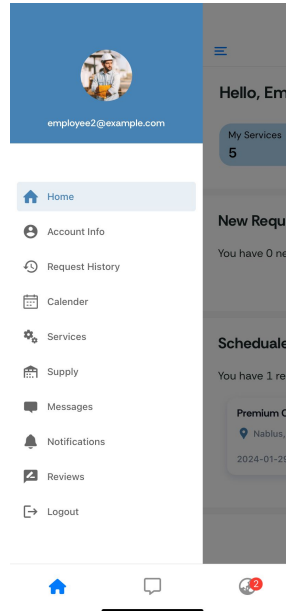 employee2@example.com
Home
Account Info
Request History
Calender
Services
Supply
Messages
Notifications
Reviews
Logout
Hello, Em
My Services
5
New Requ
You have 0 ne
Scheduale
You have 1 re
Premium C
Nablus,
2024-01-29
2